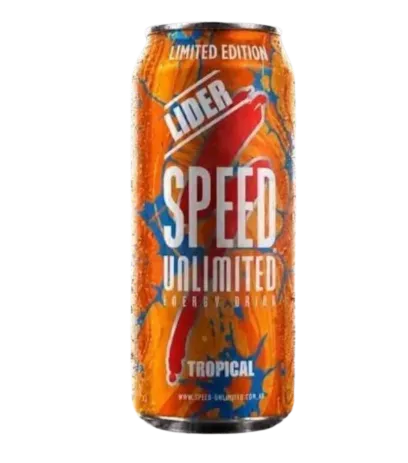 LIMITED EDITION
LIDER
SPEED
UNLIMITED
ENERGY DRINK
TROPICAL
WWW.SPEED-UNLIMITED.COM.AR